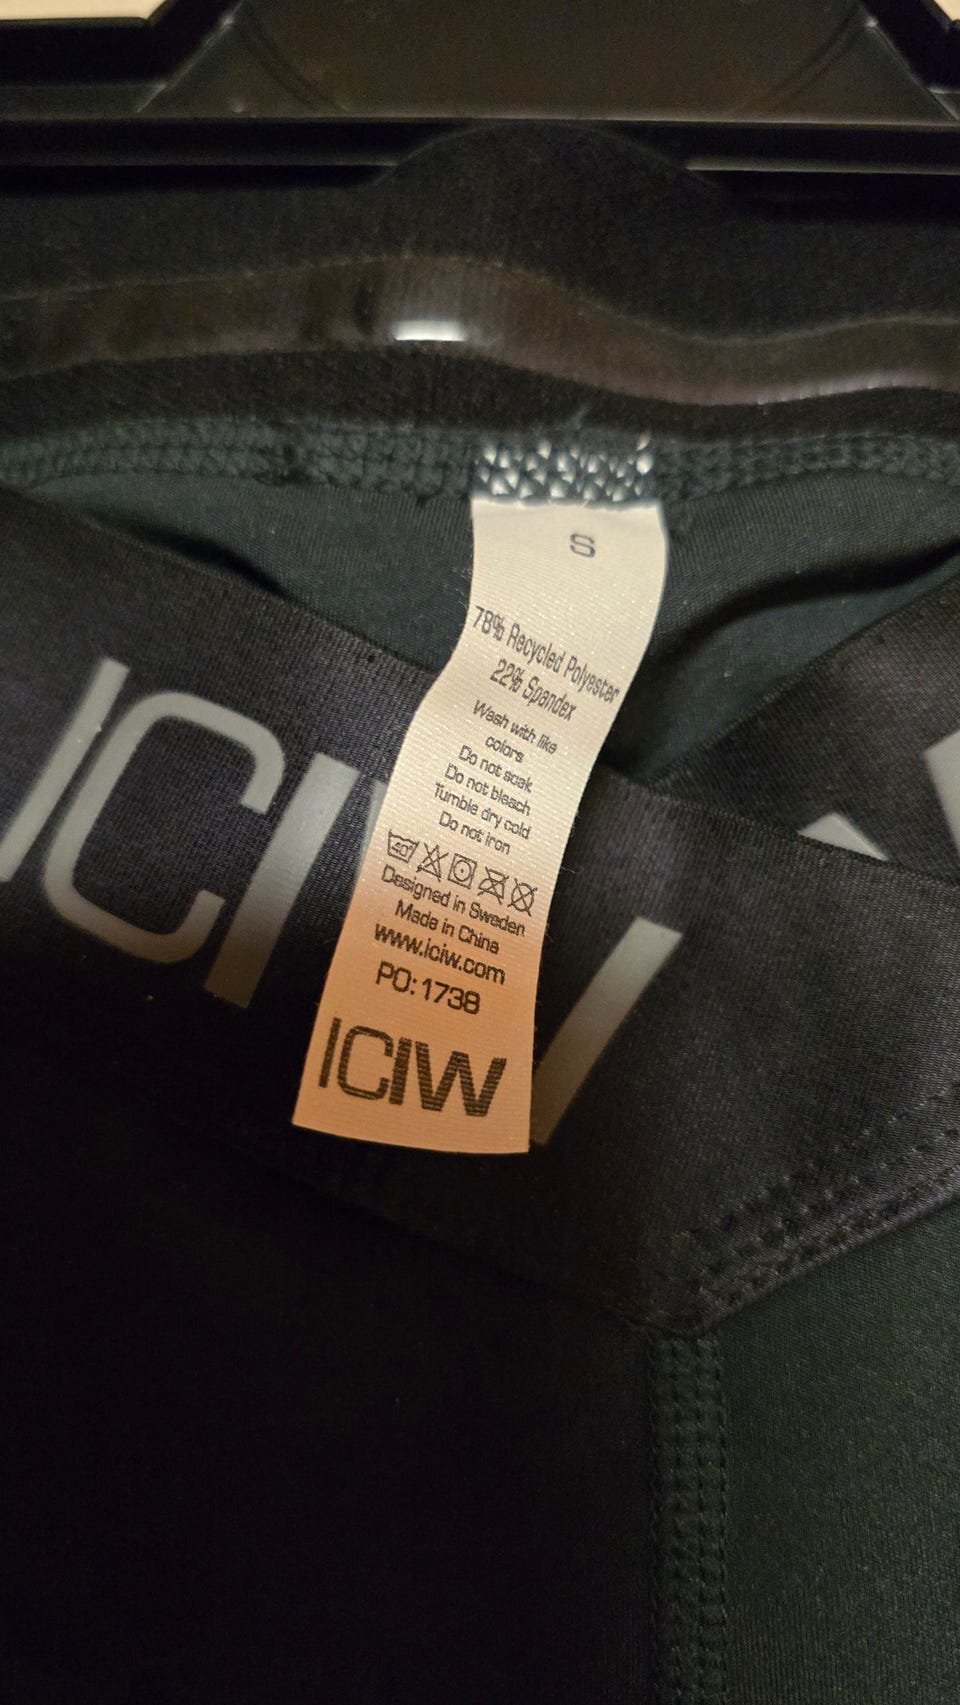 S
78% Recycled Polyester
22% Spandex
Wash with like
colors
Do not soak
Do not bleach
Tumble dry cold
Do not iron
40°
Designed in Sweden
Made in China
www.iciw.com
PO:1738
ICIW
ICIW